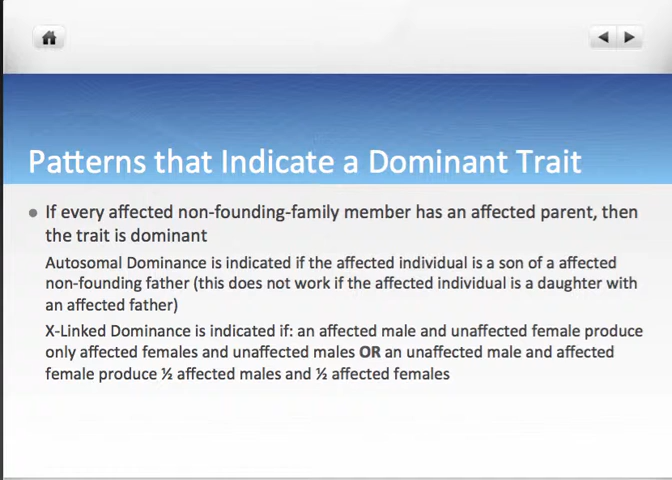 Patterns that Indicate a Dominant Trait
If every affected non-founding-family member has an affected parent, then
the trait is dominant
Autosomal Dominance is indicated if the affected individual is a son of a affected
non-founding father (this does not work if the affected individual is a daughter with
an affected father)
X-Linked Dominance is indicated if: an affected male and unaffected female produce
only affected females and unaffected males OR an unaffected male and affected
female produce ½ affected males and ½ affected females